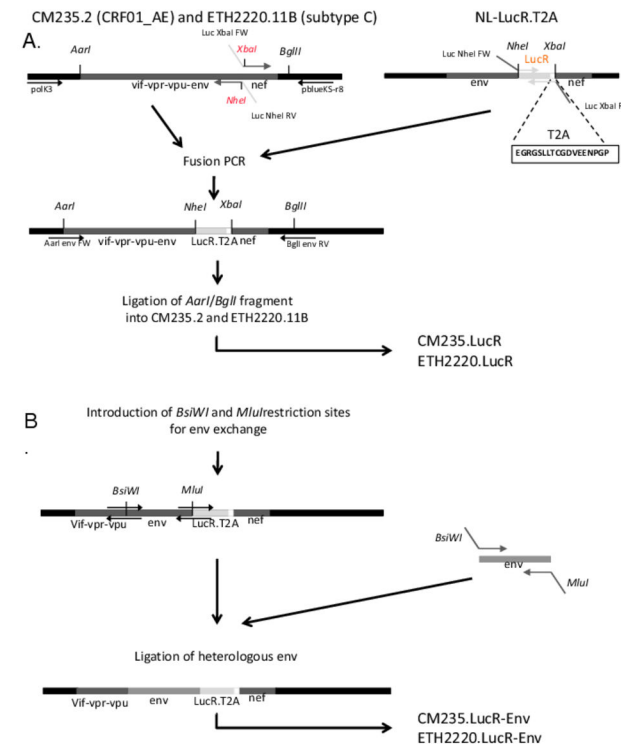 CM235.2 (CRF01_AE) and ETH2220.11B (subtype C)
NL-LucR.T2A
A.
Luc XbaI FW
AarI
XbaI
BglII
polK3
vif-vpr-vpu-env
nef
pblueKS-r8
NheI
Luc NheI RV
Luc NheI FW
NheI
XbaI
LucR
env
nef
Luc XbaI F
T2A
EGRGSLLTCGDVEENPGP
Fusion PCR
AarI
NheI
XbaI
BglII
AarI env FW
vif-vpr-vpu-env
LucR.T2A
nef
BglI env RV
Ligation of AarI/BglI fragment
into CM235.2 and ETH2220.11B
CM235.LucR
ETH2220.LucR
B
.
Introduction of BsiWI and MluIrestriction sites
for env exchange
BsiWI
MluI
Vif-vpr-vpu
env
LucR.T2A
nef
BsiWI
env
MluI
Ligation of heterologous env
Vif-vpr-vpu
env
LucR.T2A
nef
CM235.LucR-Env
ETH2220.LucR-Env